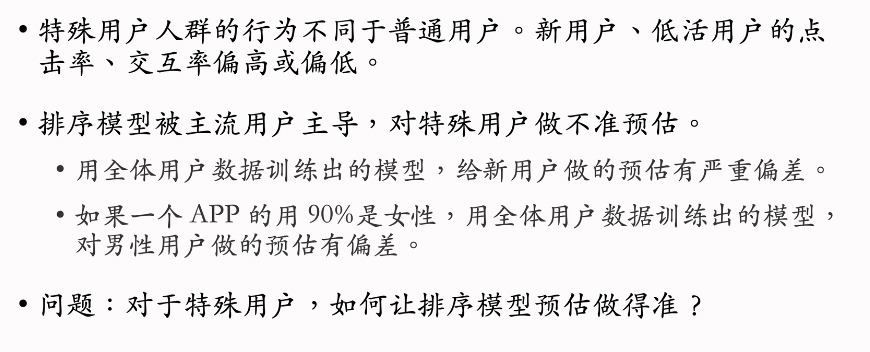 • 特殊用户人群的行为不同于普通用户。新用户、低活用户的点
击率、交互率偏高或偏低。
• 排序模型被主流用户主导，对特殊用户做不准预估。
• 用全体用户数据训练出的模型，给新用户做的预估有严重偏差。
• 如果一个 APP 的用 90%是女性，用全体用户数据训练出的模型，
对男性用户做的预估有偏差。
• 问题：对于特殊用户，如何让排序模型预估做得准？